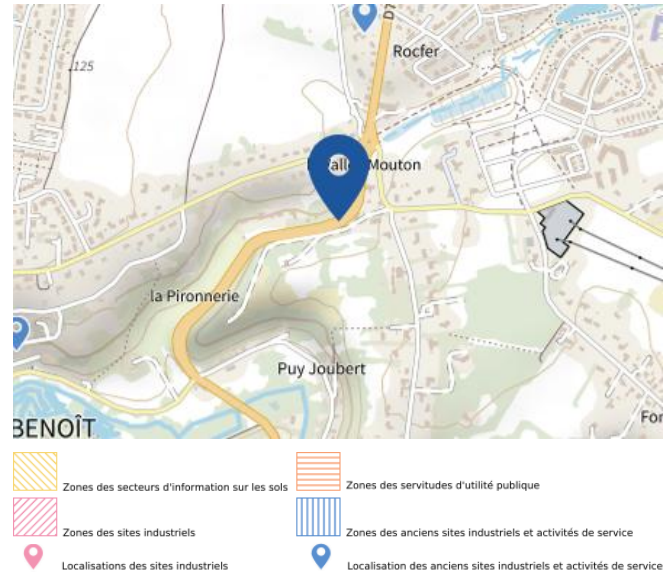 D7
Rocfer
125
Mouton
la Pironnerie
Puy Joubert
BENOÎT
For
Zones des secteurs d'information sur les sols
Zones des servitudes d'utilité publique
Zones des sites industriels
Zones des anciens sites industriels et activités de service
Localisations des sites industriels
Localisation des anciens sites industriels et activités de service